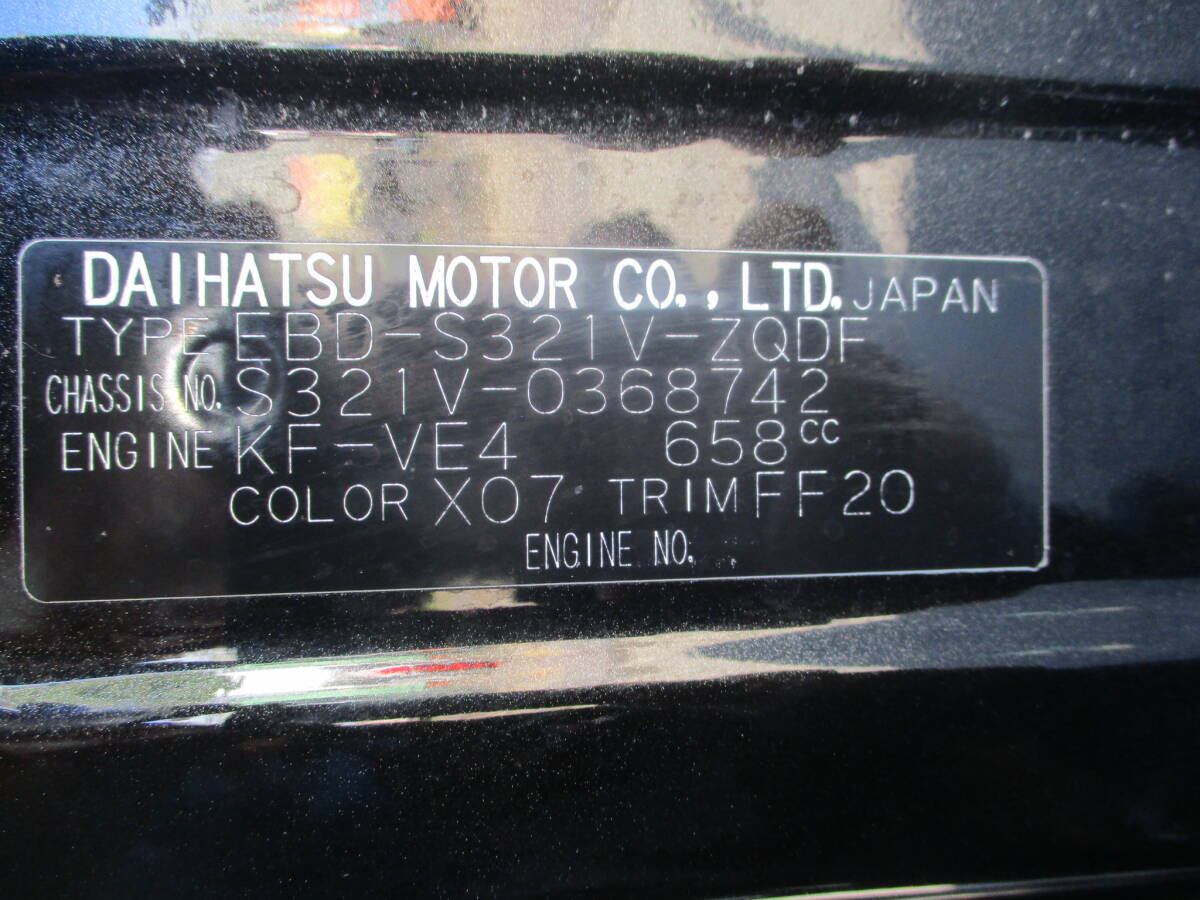 DAIHATSU MOTOR CO., LTD. JAPAN
TYPE EBD-S321V-ZQDF
CHASSIS NO. S321V-0368742
ENGINE KF-VE4 658cc
COLOR X07 TRIM FF20
ENGINE NO.